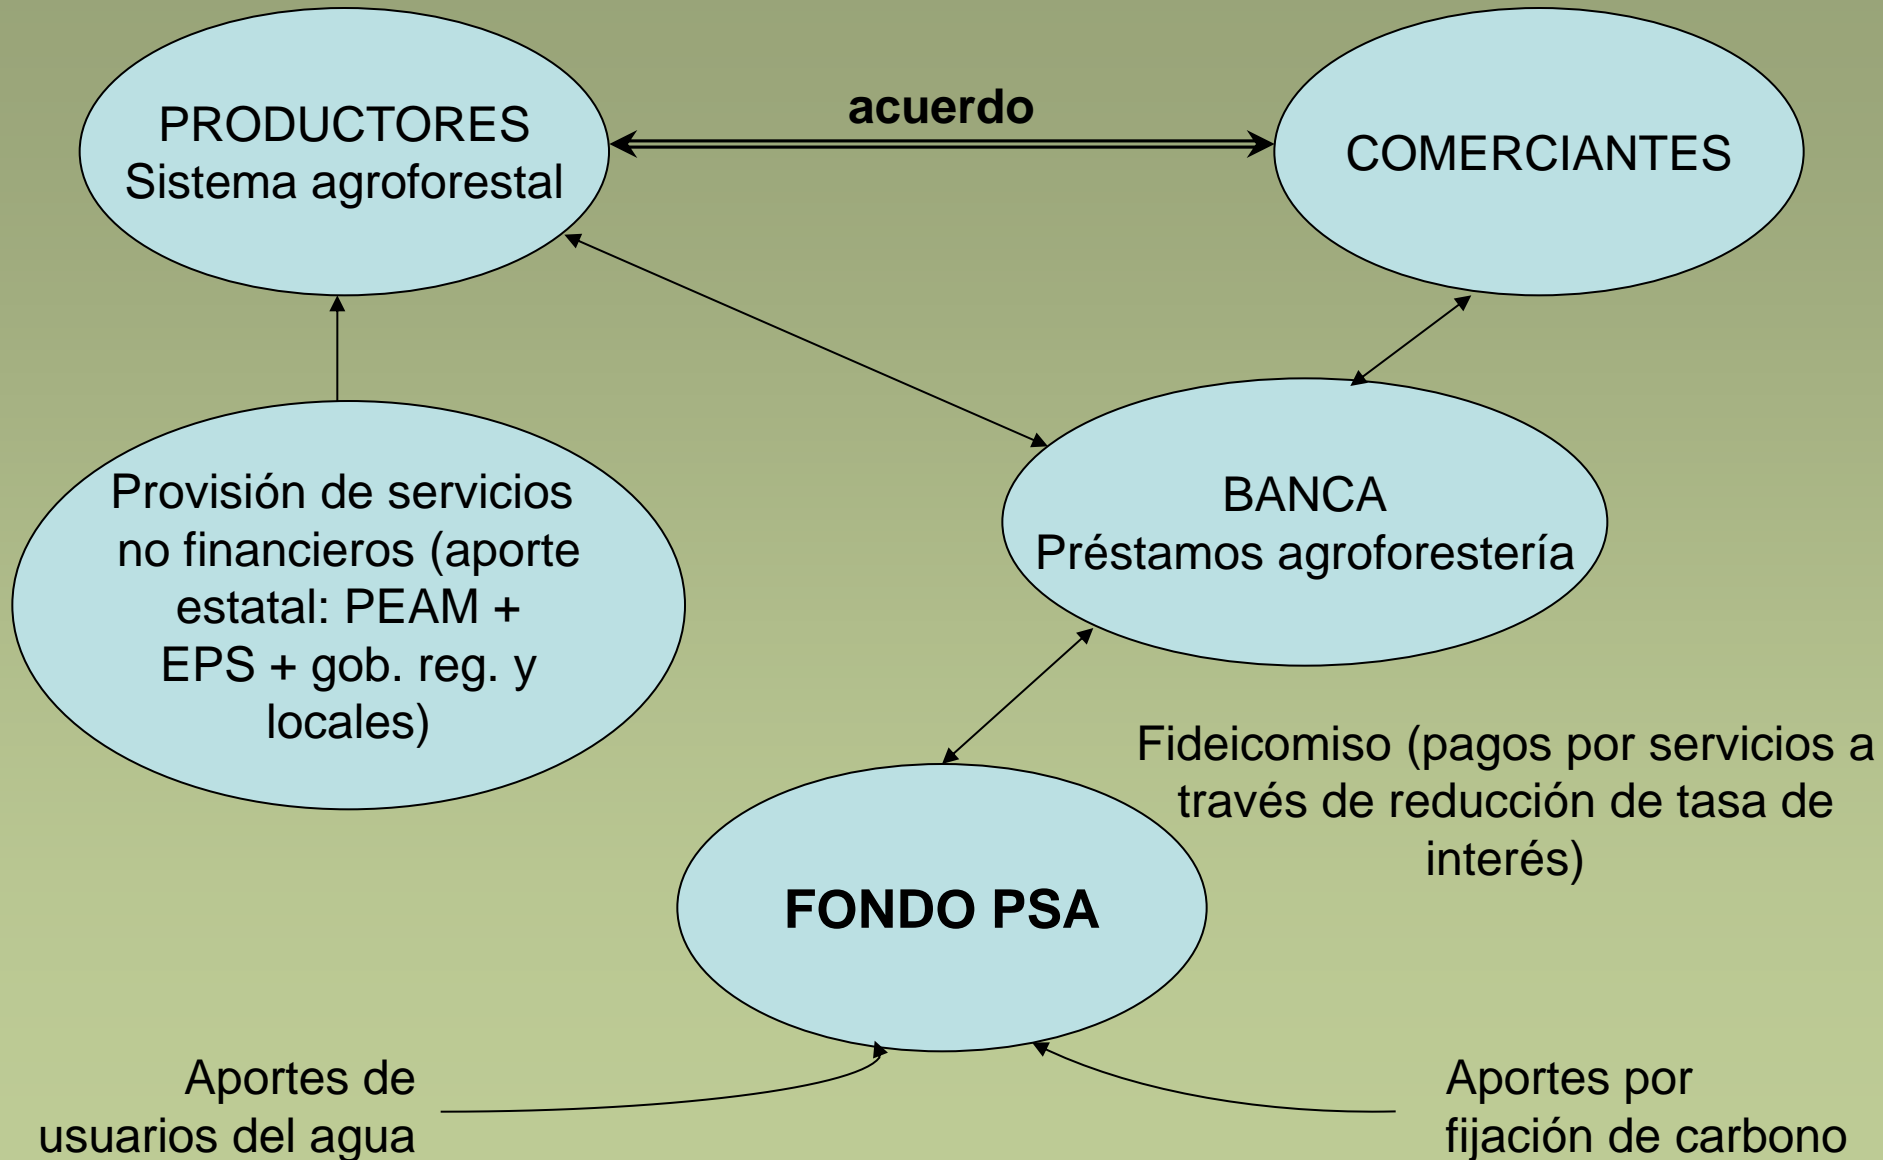 PRODUCTORES
Sistema agroforestal
acuerdo
COMERCIANTES
Provisión de servicios
no financieros (aporte
estatal: PEAM +
EPS + gob. reg. y
locales)
BANCA
Préstamos agroforestería
Fideicomiso (pagos por servicios a
través de reducción de tasa de
interés)
FONDO PSA
Aportes de
usuarios del agua
Aportes por
fijación de carbono